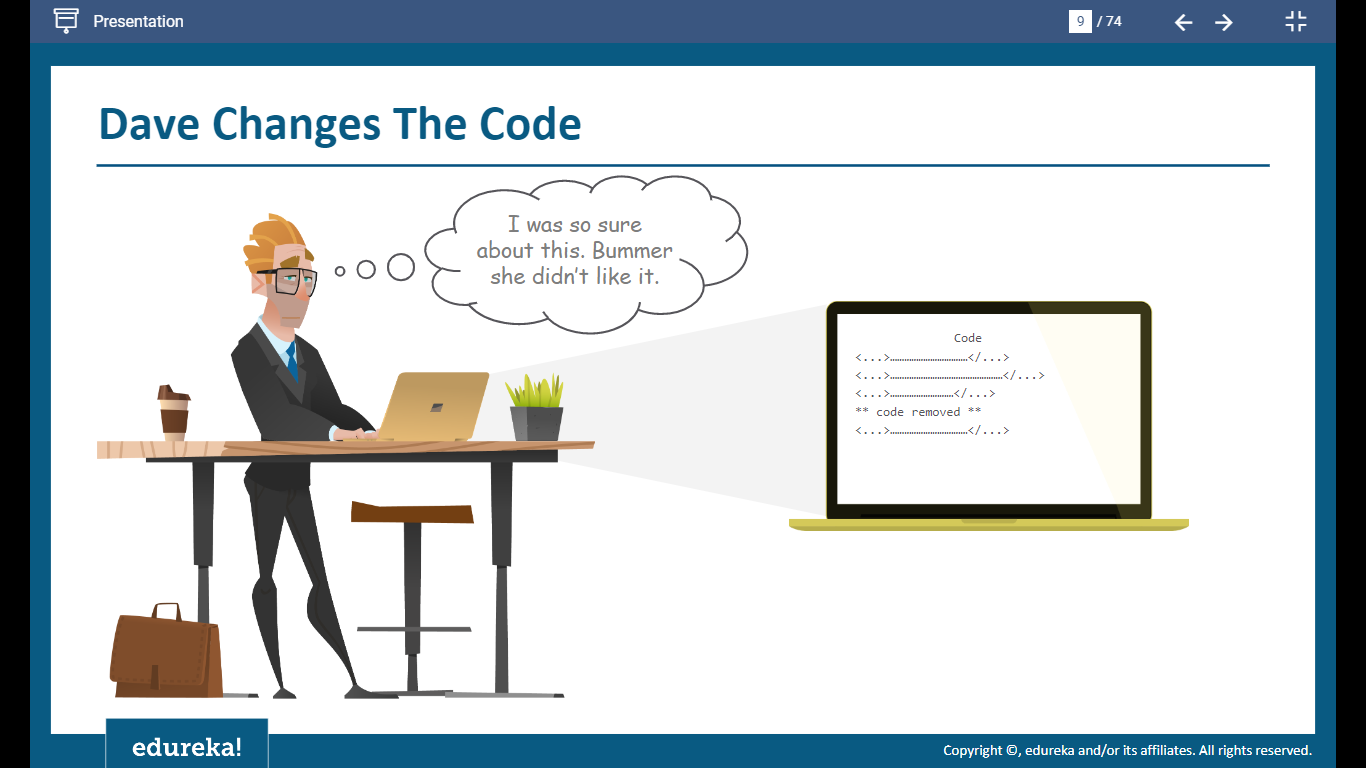 Presentation
9 / 74
Dave Changes The Code
I was so sure
about this. Bummer
she didn't like it.
Code
<...>……………………………</...>
<...>…………………………………………</...>
<...>………………………</...>
** code removed **
<...>……………………………</...>
edureka!
Copyright ©, edureka and/or its affiliates. All rights reserved.